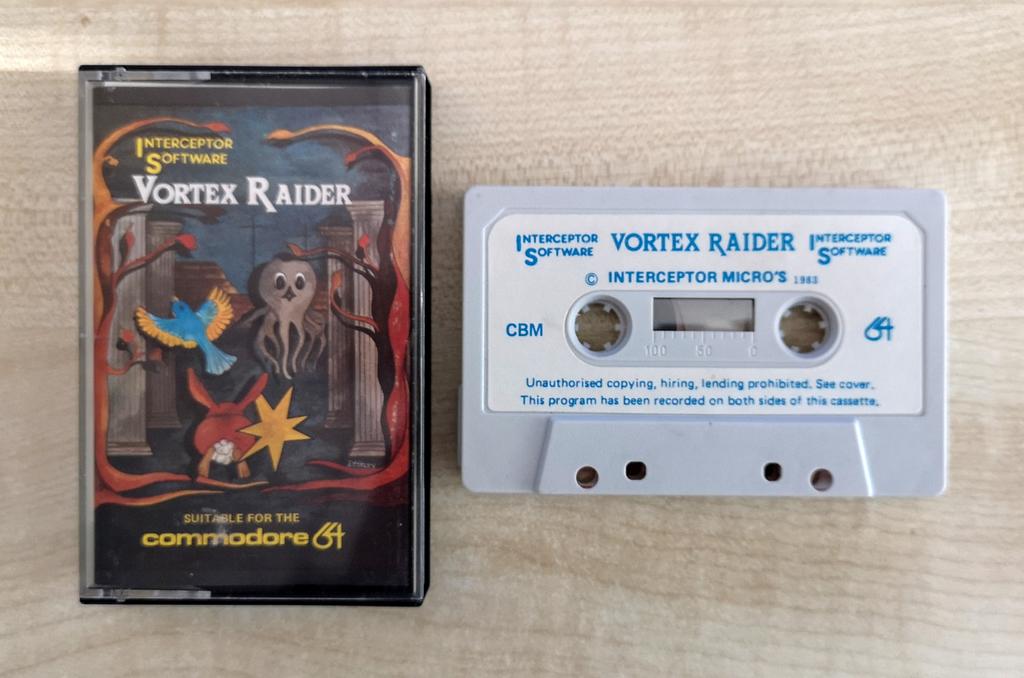 INTERCEPTOR
SOFTWARE
VORTEX RAIDER
SUITABLE FOR THE
commodore 64
INTERCEPTOR SOFTWARE VORTEX RAIDER INTERCEPTOR SOFTWARE
© INTERCEPTOR MICRO'S 1983
CBM 64
100 50 0
Unauthorised copying, hiring, lending prohibited. See cover.
This program has been recorded on both sides of this cassette.